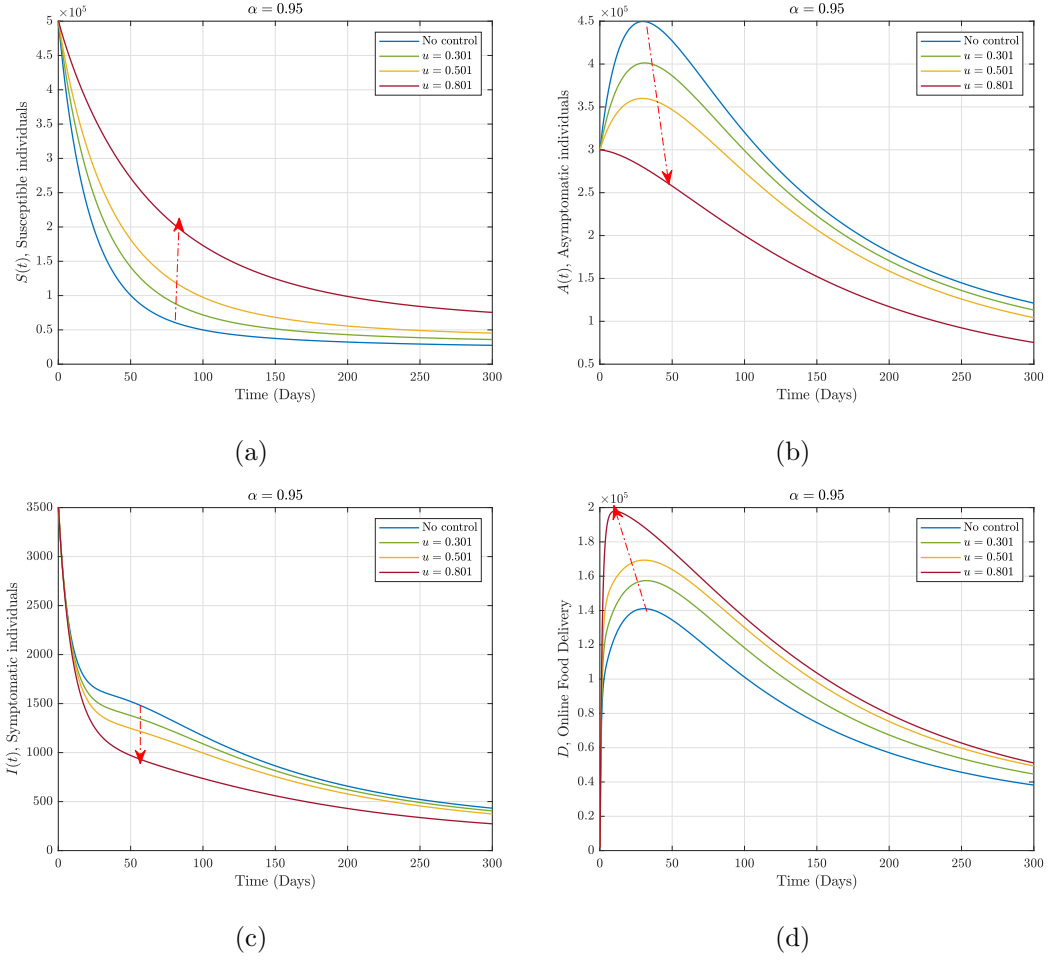 α = 0.95
×10⁵
5
4.5
4
3.5
3
2.5
2
1.5
1
0.5
0
S(t), Susceptible individuals
No control
u = 0.301
u = 0.501
u = 0.801
0 50 100 150 200 250 300
Time (Days)
(a)
α = 0.95
×10⁵
4.5
4
3.5
3
2.5
2
1.5
1
0.5
A(t), Asymptomatic individuals
No control
u = 0.301
u = 0.501
u = 0.801
0 50 100 150 200 250 300
Time (Days)
(b)
α = 0.95
3500
3000
2500
2000
1500
1000
500
0
I(t), Symptomatic individuals
No control
u = 0.301
u = 0.501
u = 0.801
0 50 100 150 200 250 300
Time (Days)
(c)
α = 0.95
×10⁵
2
1.8
1.6
1.4
1.2
1
0.8
0.6
0.4
0.2
0
D, Online Food Delivery
No control
u = 0.301
u = 0.501
u = 0.801
0 50 100 150 200 250 300
Time (Days)
(d)